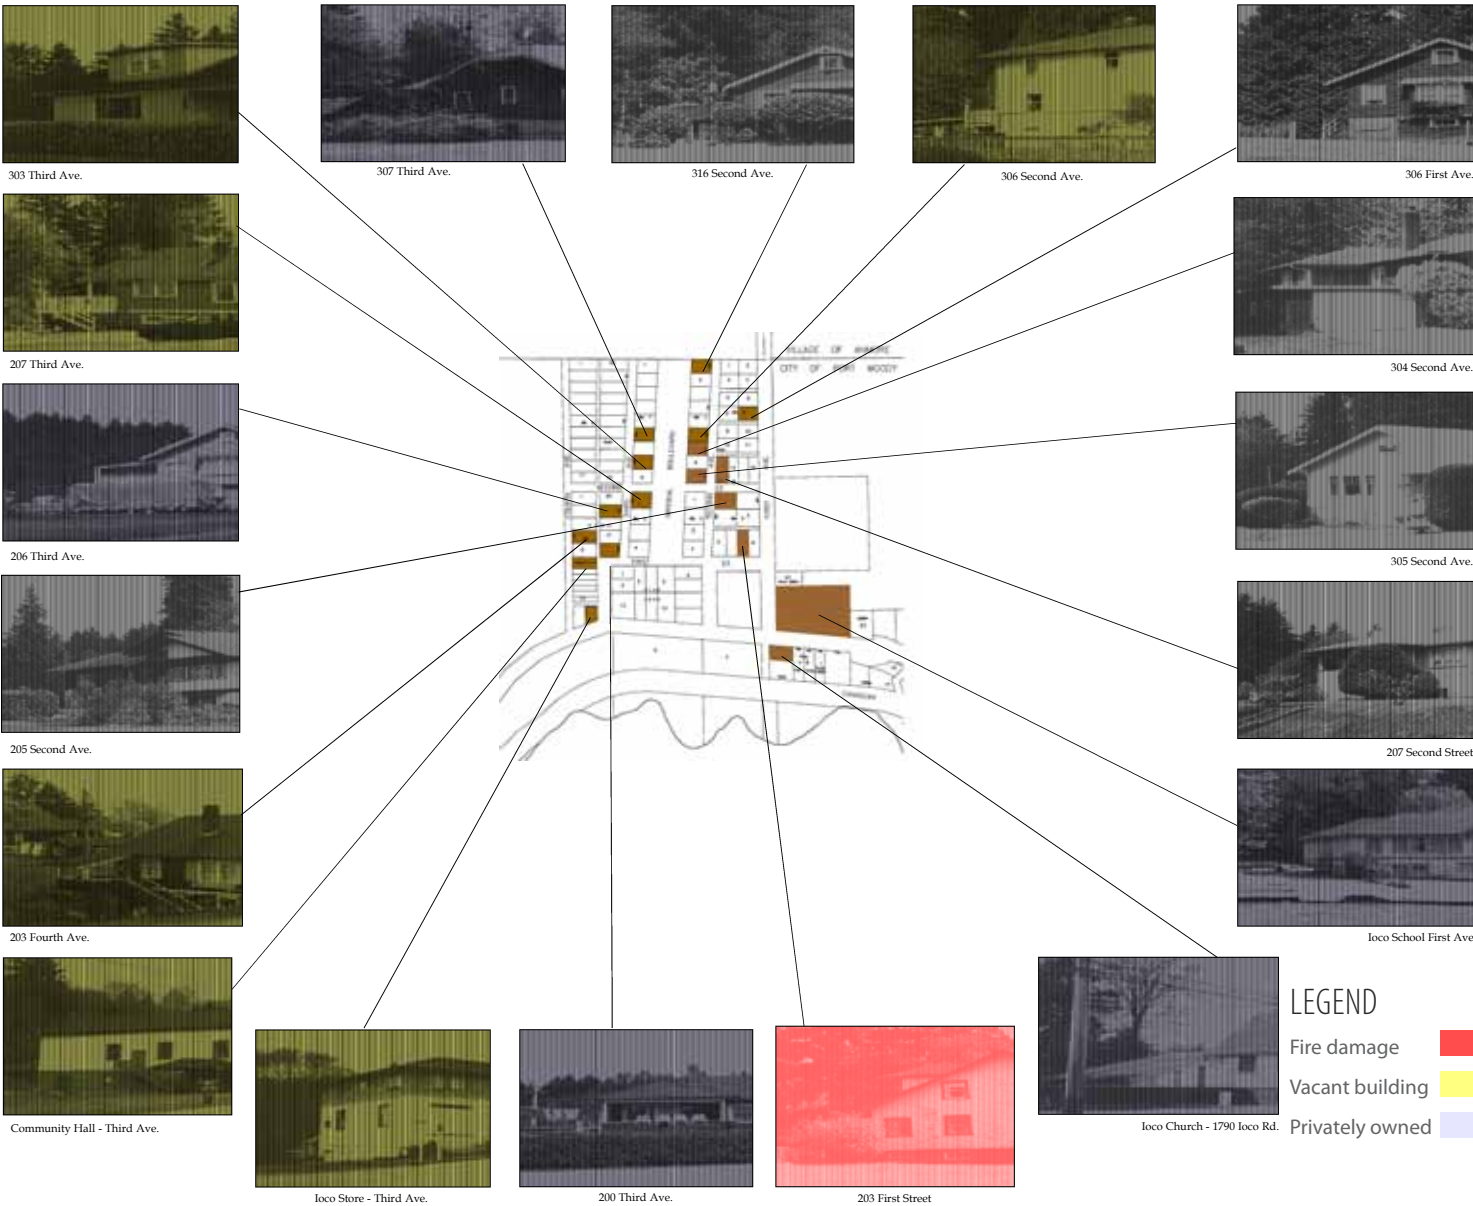 303 Third Ave.
307 Third Ave.
316 Second Ave.
306 Second Ave.
306 First Ave.
207 Third Ave.
304 Second Ave.
VILLAGE OF
CITY OF PORT MOODY
206 Third Ave.
305 Second Ave.
205 Second Ave.
207 Second Street
203 Fourth Ave.
Ioco School First Ave
Community Hall - Third Ave.
Ioco Store - Third Ave.
200 Third Ave.
203 First Street
Ioco Church - 1790 Ioco Rd.
LEGEND
Fire damage
Vacant building
Privately owned